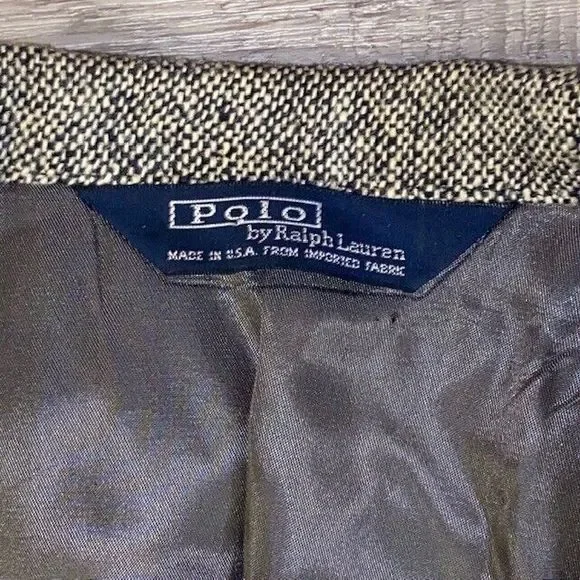 Polo
by Ralph Lauren
MADE IN U.S.A. FROM IMPORTED FABRIC